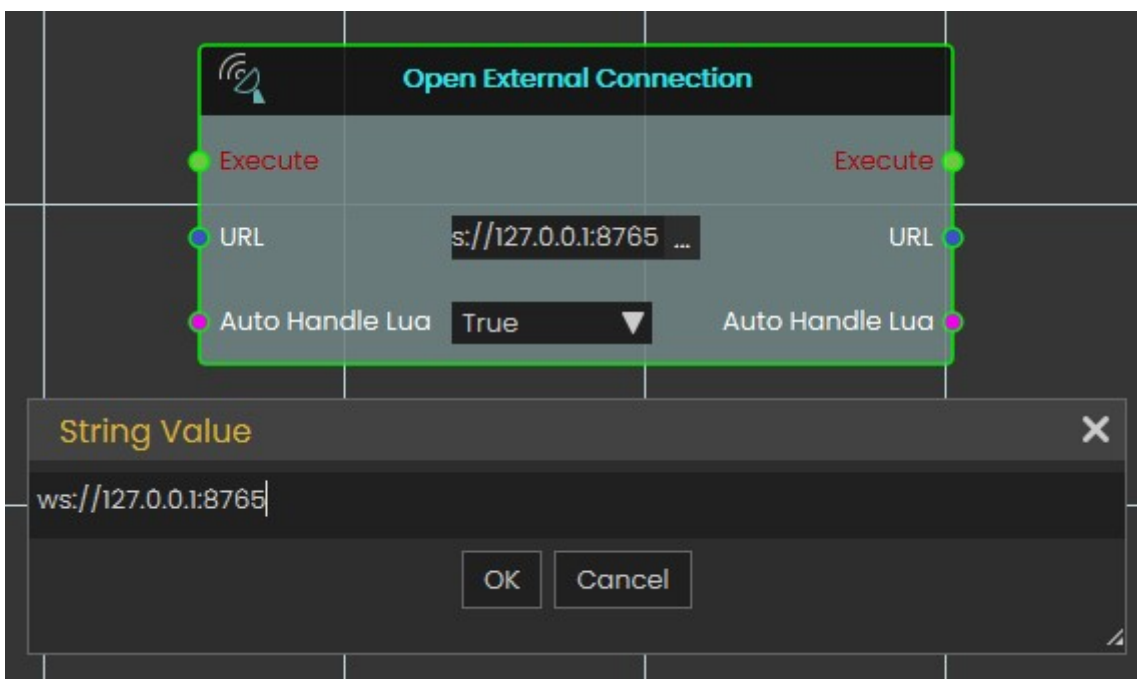 Open External Connection
Execute Execute
URL s://127.0.0.1:8765 ... URL
Auto Handle Lua True Auto Handle Lua
String Value
ws://127.0.0.1:8765
OK Cancel